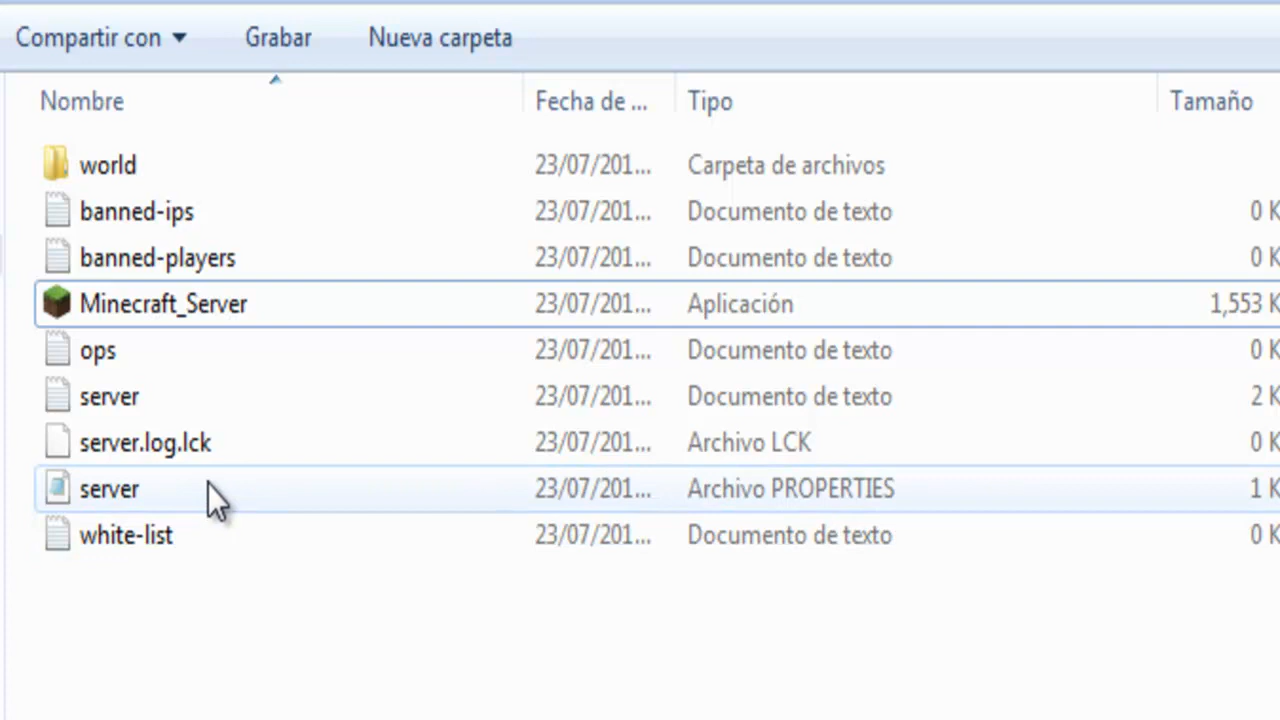 Compartir con Grabar Nueva carpeta
Nombre Fecha de ... Tipo Tamaño
world 23/07/201... Carpeta de archivos
banned-ips 23/07/201... Documento de texto 0 K
banned-players 23/07/201... Documento de texto 0 K
Minecraft_Server 23/07/201... Aplicación 1,553 K
ops 23/07/201... Documento de texto 0 K
server 23/07/201... Documento de texto 2 K
server.log.lck 23/07/201... Archivo LCK 0 K
server 23/07/201... Archivo PROPERTIES 1 K
white-list 23/07/201... Documento de texto 0 K